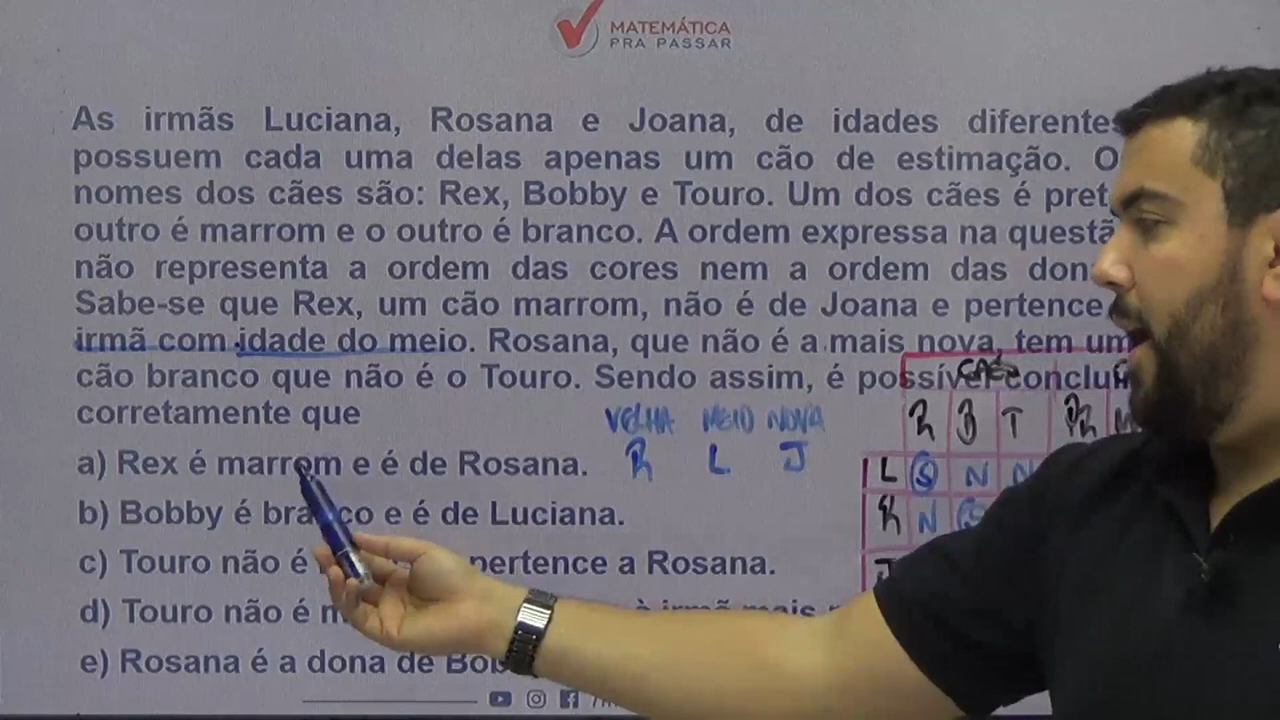 MATEMÁTICA
PRA PASSAR
As irmãs Luciana, Rosana e Joana, de idades
possuem cada uma delas apenas um cão de estimação.
nomes dos cães são: Rex, Bobby e Touro. Um dos cães é
outro é marrom e o outro é branco. A ordem expressa na
não representa a ordem das cores nem a ordem das
Sabe-se que Rex, um cão marrom, não é de Joana e pertence
irmã com idade do meio. Rosana, que não é a mais nova, tem um
cão branco que não é o Touro. Sendo assim, é possível
corretamente que
VELHA MEIO NOVA
R L J
CÃES
R B T PR
L S N N
R N S
a) Rex é marrom e é de Rosana.
b) Bobby é branco e é de Luciana.
c) Touro não é pertence a Rosana.
d) Touro não é à irmã mais
e) Rosana é a dona de